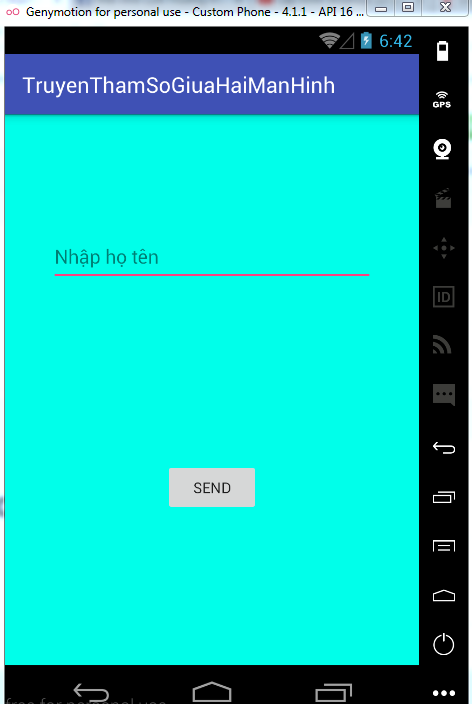 Genymotion for personal use - Custom Phone - 4.1.1 - API 16 ...
6:42
GPS
TruyenThamSoGiuaHaiManHinh
Nhập họ tên
ID
SEND
free for personal use